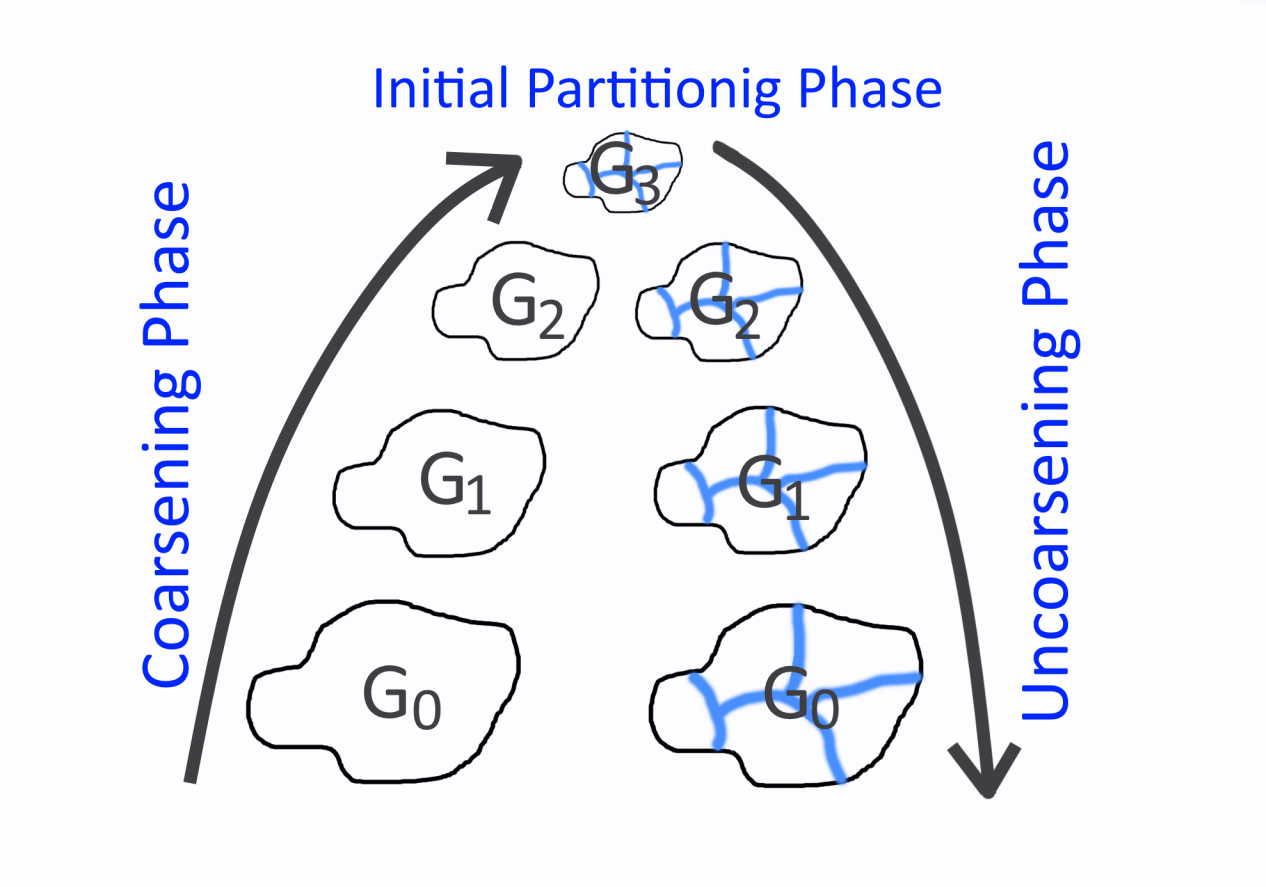 Initial Partitionig Phase
Coarsening Phase
Uncoarsening Phase
G3
G2 G2
G1 G1
G0 G0